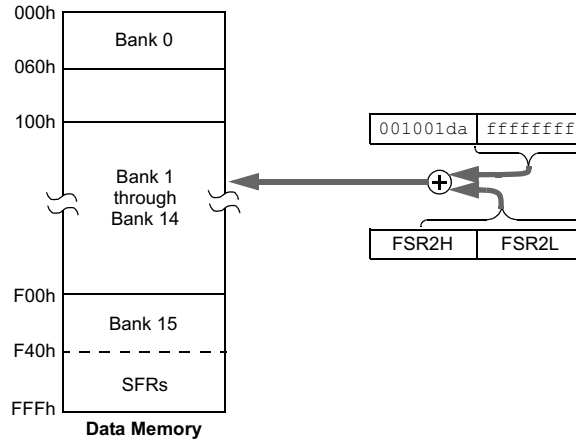 000h
Bank 0
060h
100h
001001da ffffffff
Bank 1
through
Bank 14
FSR2H FSR2L
F00h
Bank 15
F40h
SFRs
FFFh
Data Memory